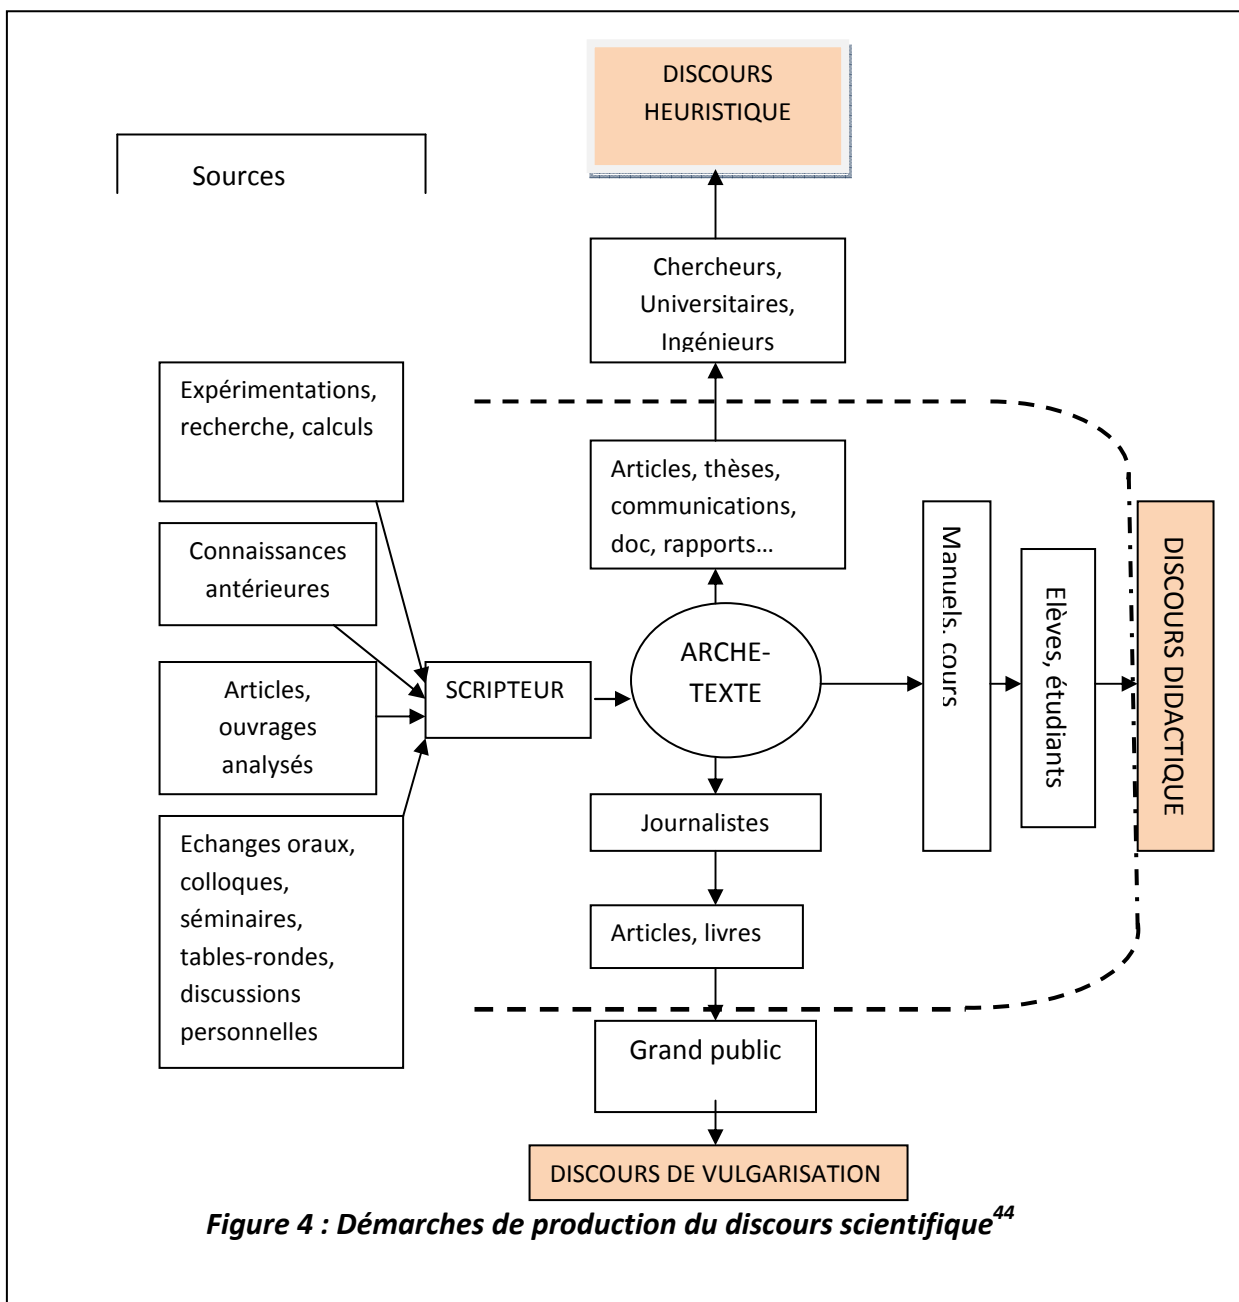 DISCOURS
HEURISTIQUE
Sources
Chercheurs,
Universitaires,
Ingénieurs
Expérimentations,
recherche, calculs
Articles, thèses,
communications,
doc, rapports...
Connaissances
antérieures
Articles,
ouvrages
analysés
Echanges oraux,
colloques,
séminaires,
tables-rondes,
discussions
personnelles
SCRIPTEUR
ARCHE-
TEXTE
Manuels. cours
Elèves, étudiants
DISCOURS DIDACTIQUE
Journalistes
Articles, livres
Grand public
DISCOURS DE VULGARISATION
Figure 4 : Démarches de production du discours scientifique44